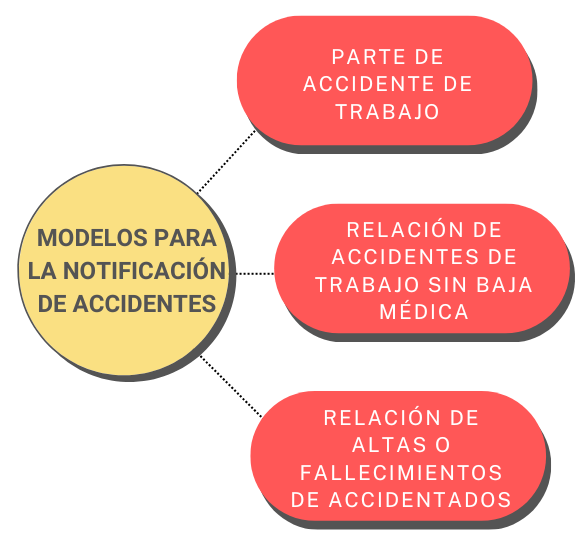 PARTE DE
ACCIDENTE DE
TRABAJO
MODELOS PARA
LA NOTIFICACIÓN
DE ACCIDENTES
RELACIÓN DE
ACCIDENTES DE
TRABAJO SIN BAJA
MÉDICA
RELACIÓN DE
ALTAS O
FALLECIMIENTOS
DE ACCIDENTADOS